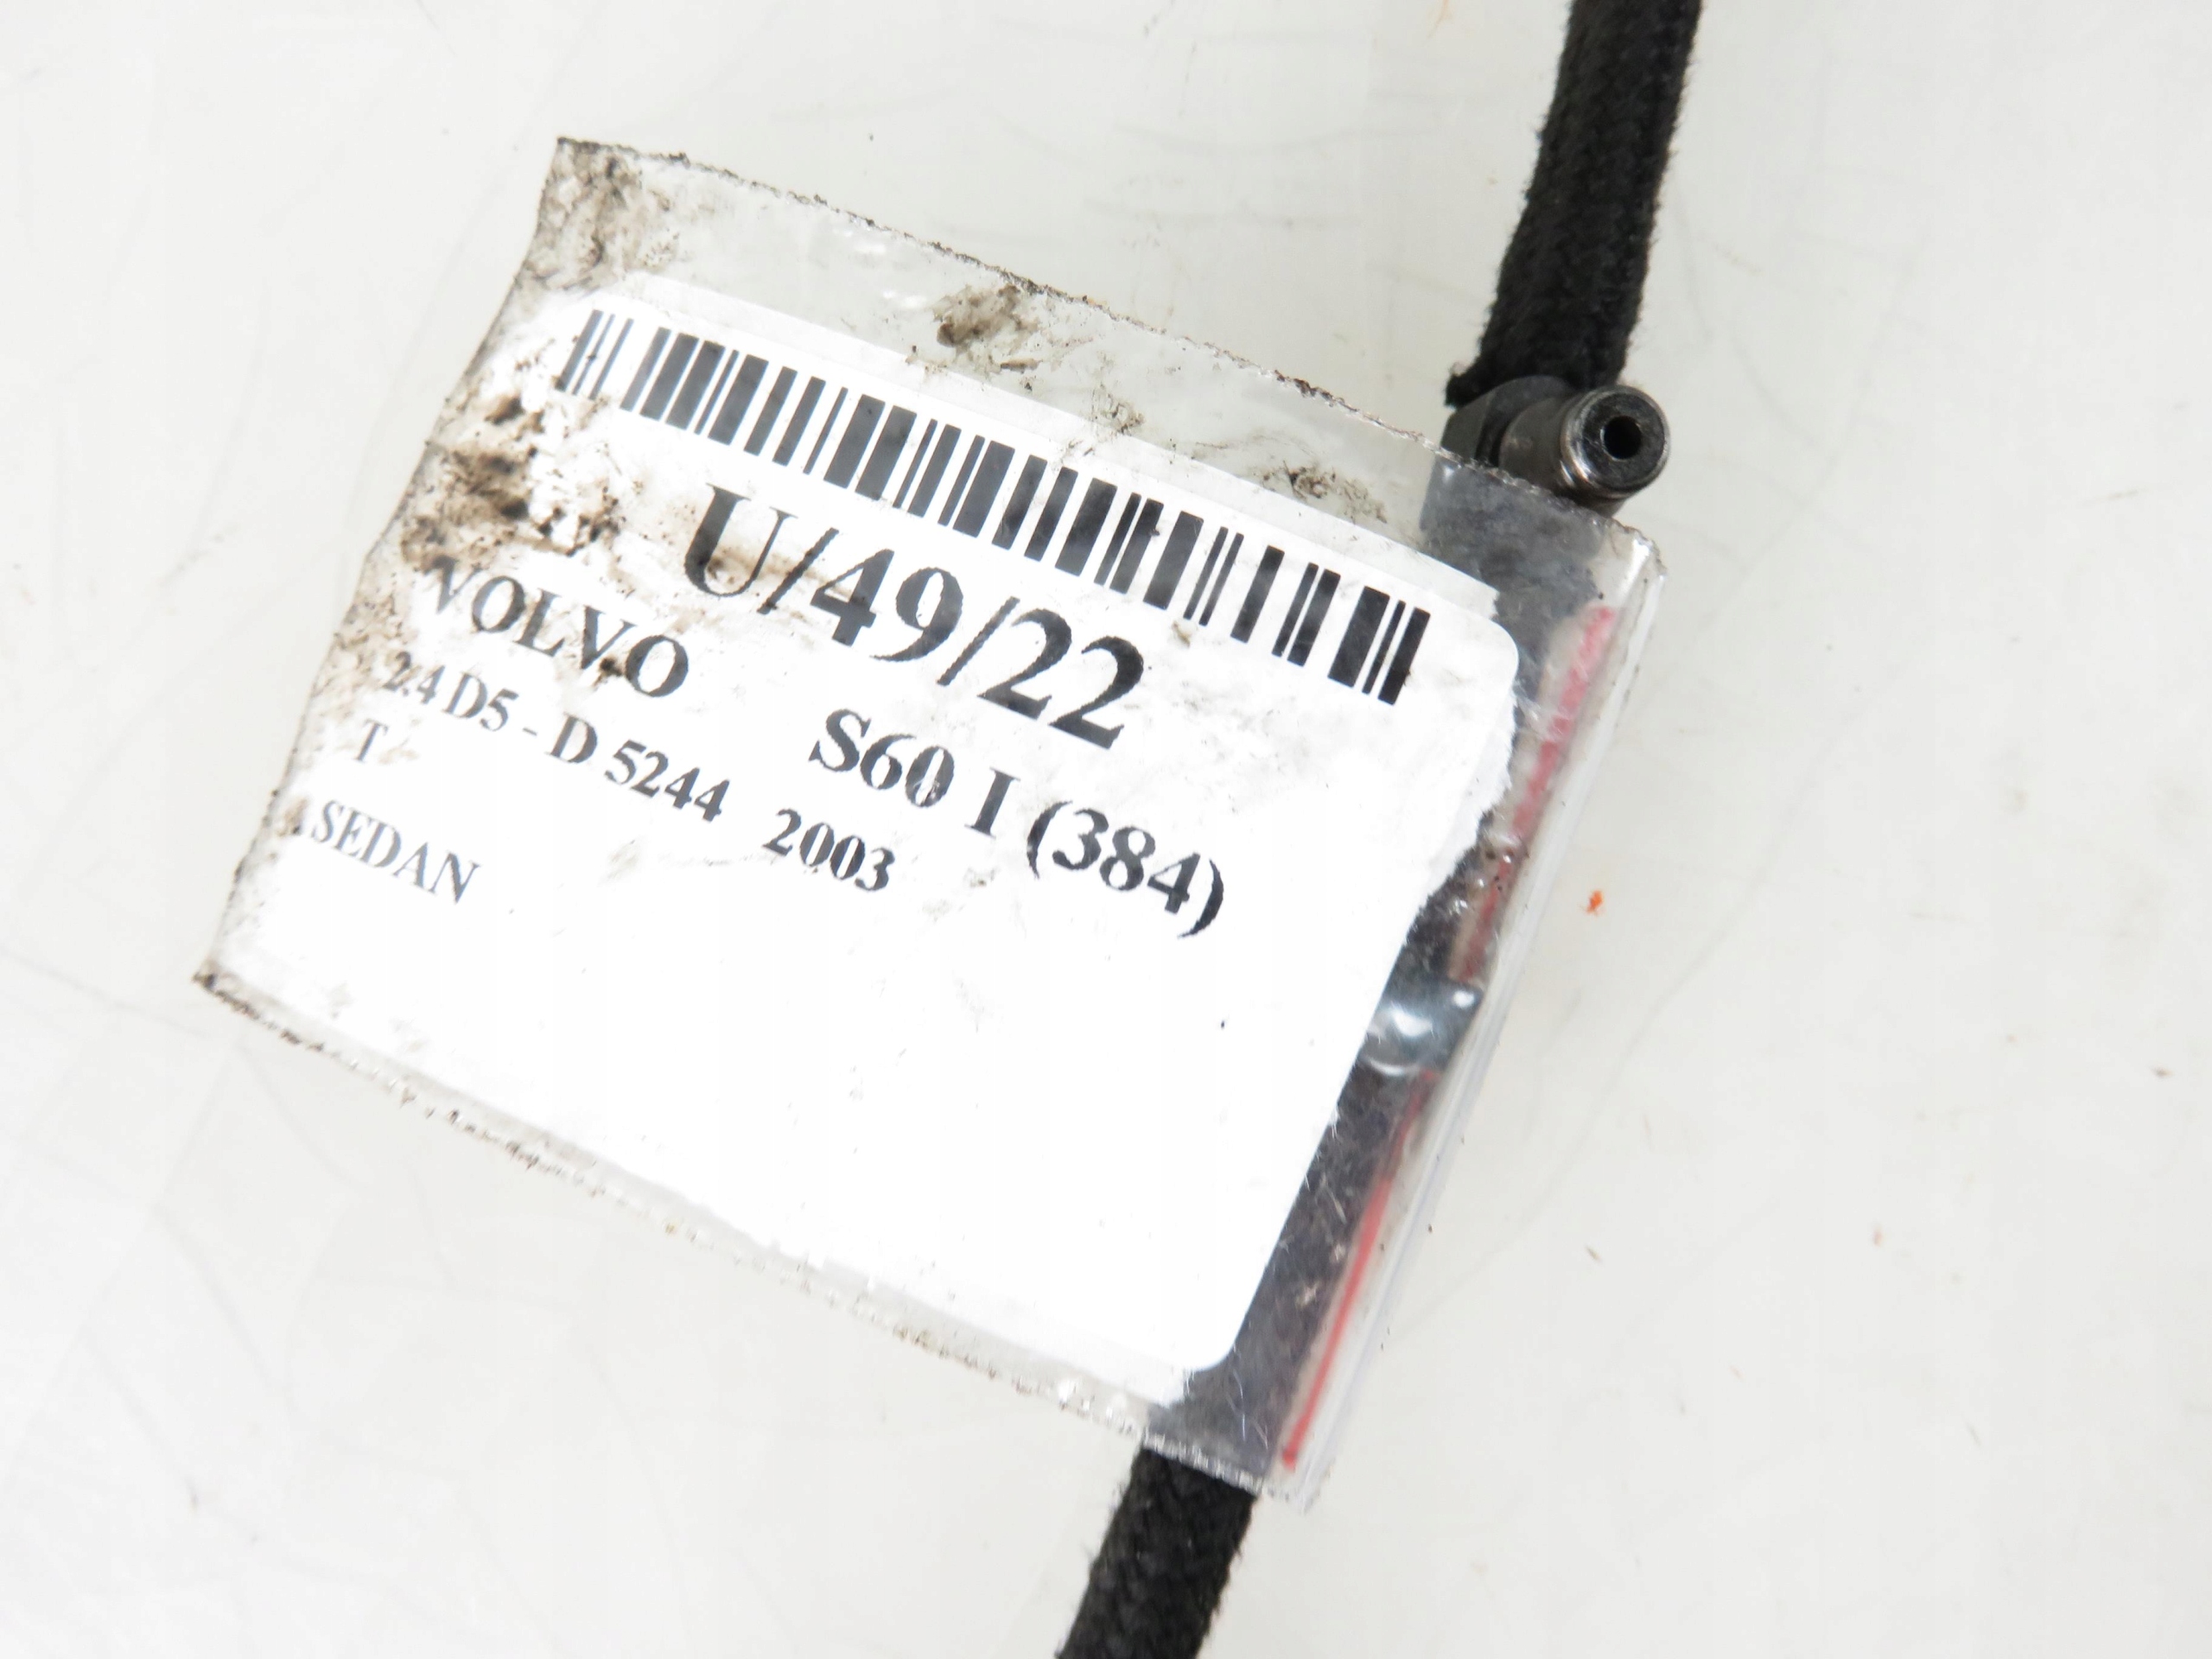 U/49/22
VOLVO S60 I (384)
2.4 D5 - D 5244 2003
T
SEDAN